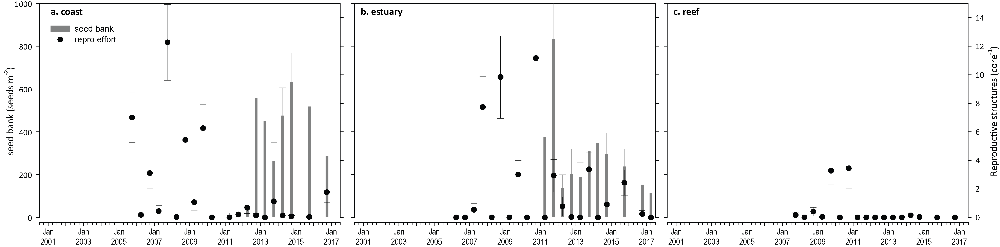 a. coast
seed bank
repro effort
seed bank (seeds m-2)
1000
800
600
400
200
0
Jan Jan Jan Jan Jan Jan Jan Jan Jan
2001 2003 2005 2007 2009 2011 2013 2015 2017
b. estuary
Jan Jan Jan Jan Jan Jan Jan Jan Jan
2001 2003 2005 2007 2009 2011 2013 2015 2017
c. reef
Jan Jan Jan Jan Jan Jan Jan Jan Jan
2001 2003 2005 2007 2009 2011 2013 2015 2017
14
12
10
8
6
4
2
0
Reproductive structures (core-1)